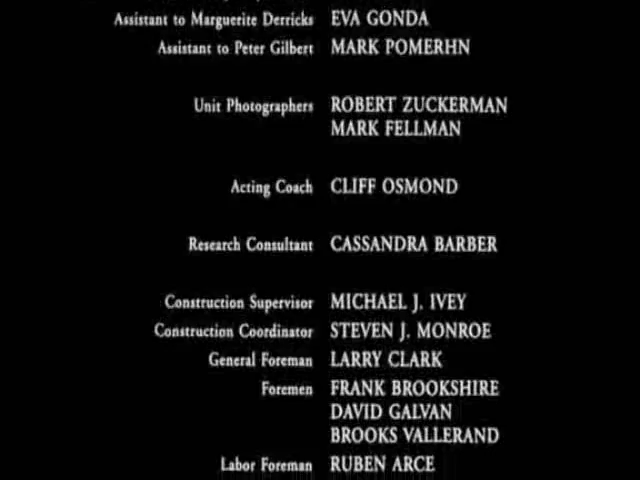 Assistant to Marguerite Derricks EVA GONDA
Assistant to Peter Gilbert MARK POMERHN
Unit Photographers ROBERT ZUCKERMAN
MARK FELLMAN
Acting Coach CLIFF OSMOND
Research Consultant CASSANDRA BARBER
Construction Supervisor MICHAEL J. IVEY
Construction Coordinator STEVEN J. MONROE
General Foreman LARRY CLARK
Foremen FRANK BROOKSHIRE
DAVID GALVAN
BROOKS VALLERAND
Labor Foreman RUBEN ARCE